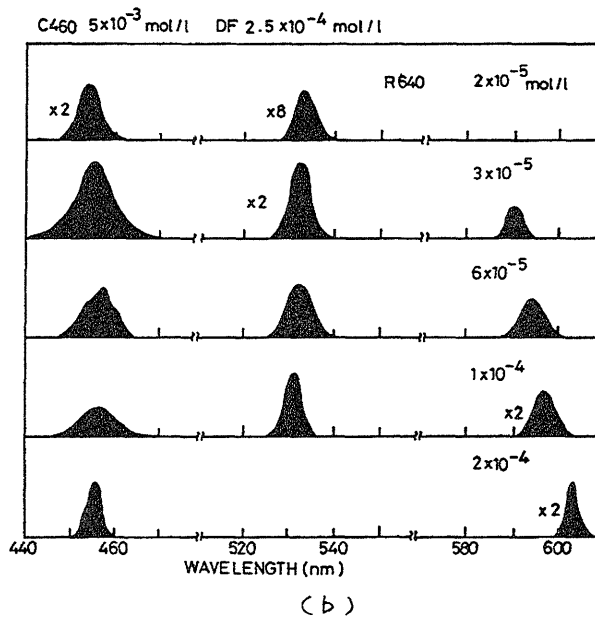 C460 5x10⁻³ mol/l DF 2.5x10⁻⁴ mol/l
R640 2x10⁻⁵ mol/l
x2 x8
3x10⁻⁵
x2
6x10⁻⁵
1x10⁻⁴
x2
2x10⁻⁴
x2
440 460 520 540 580 600
WAVELENGTH (nm)
(b)